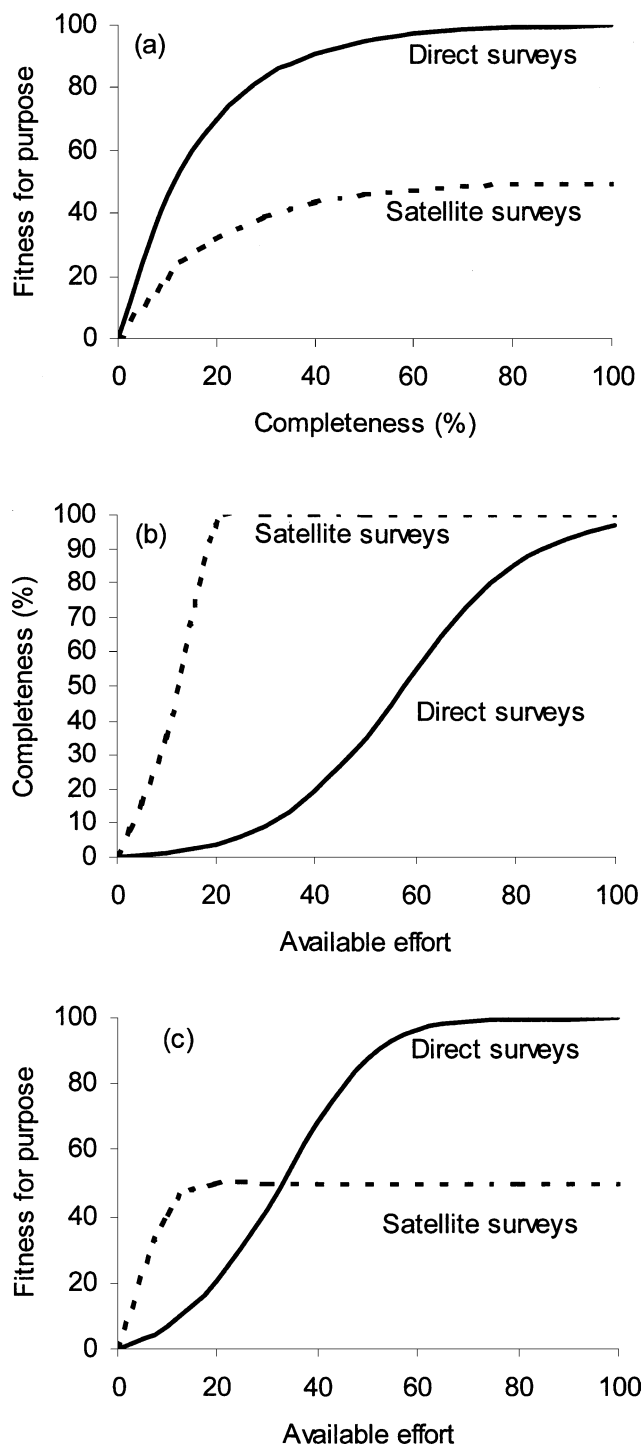 (a)
Fitness for purpose
100
80
60
40
20
0
Direct surveys
Satellite surveys
0 20 40 60 80 100
Completeness (%)
(b)
Completeness (%)
100
90
80
70
60
50
40
30
20
10
0
Satellite surveys
Direct surveys
0 20 40 60 80 100
Available effort
(c)
Fitness for purpose
100
80
60
40
20
0
Direct surveys
Satellite surveys
0 20 40 60 80 100
Available effort